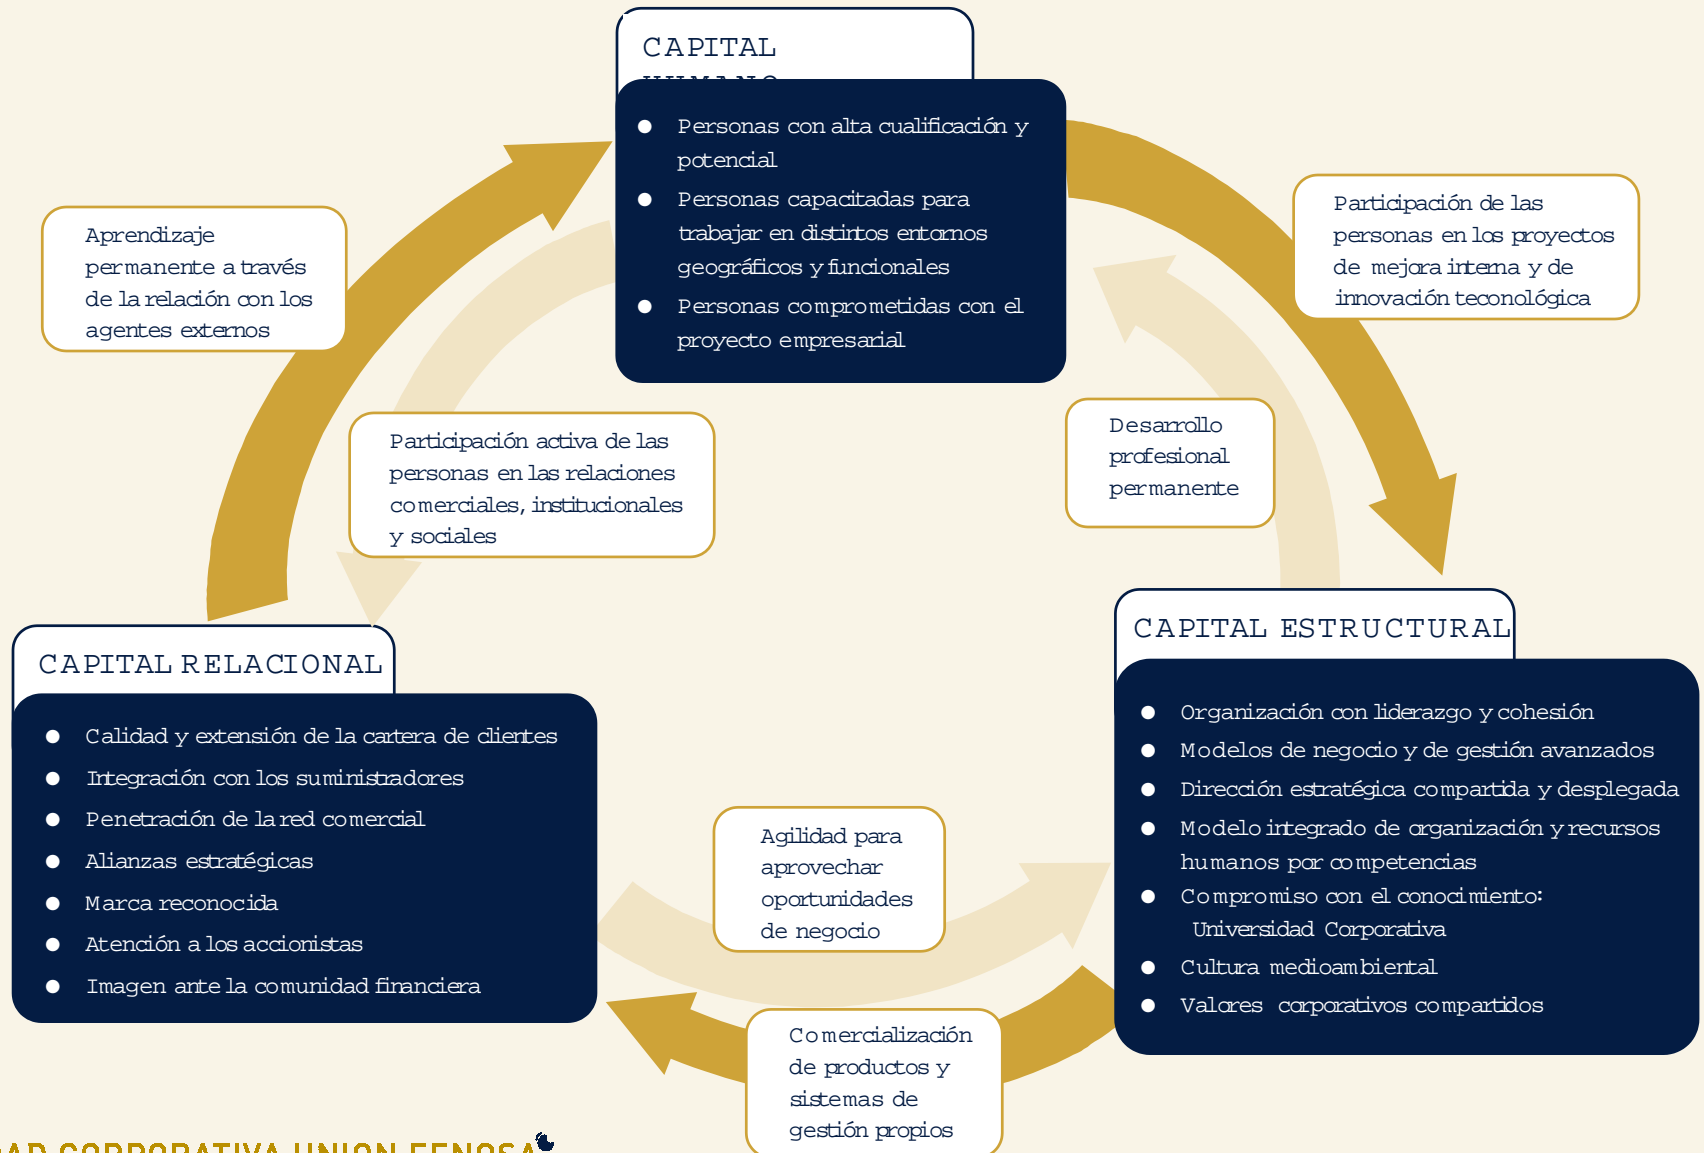 CAPITAL
HUMANO
● Personas con alta cualificación y
potencial
● Personas capacitadas para
trabajar en distintos entornos
geográficos y funcionales
● Personas comprometidas con el
proyecto empresarial
Aprendizaje
permanente a través
de la relación con los
agentes externos
Participación de las
personas en los proyectos
de mejora interna y de
innovación teconológica
Participación activa de las
personas en las relaciones
comerciales, institucionales
y sociales
Desarrollo
profesional
permanente
CAPITAL RELACIONAL
● Calidad y extensión de la cartera de clientes
● Integración con los suministradores
● Penetración de la red comercial
● Alianzas estratégicas
● Marca reconocida
● Atención a los accionistas
● Imagen ante la comunidad financiera
CAPITAL ESTRUCTURAL
● Organización con liderazgo y cohesión
● Modelos de negocio y de gestión avanzados
● Dirección estratégica compartida y desplegada
● Modelo integrado de organización y recursos
humanos por competencias
● Compromiso con el conocimiento:
Universidad Corporativa
● Cultura medioambiental
● Valores corporativos compartidos
Agilidad para
aprovechar
oportunidades
de negocio
Comercialización
de productos y
sistemas de
gestión propios
DAD CORPORATIVA UNION FENOSA